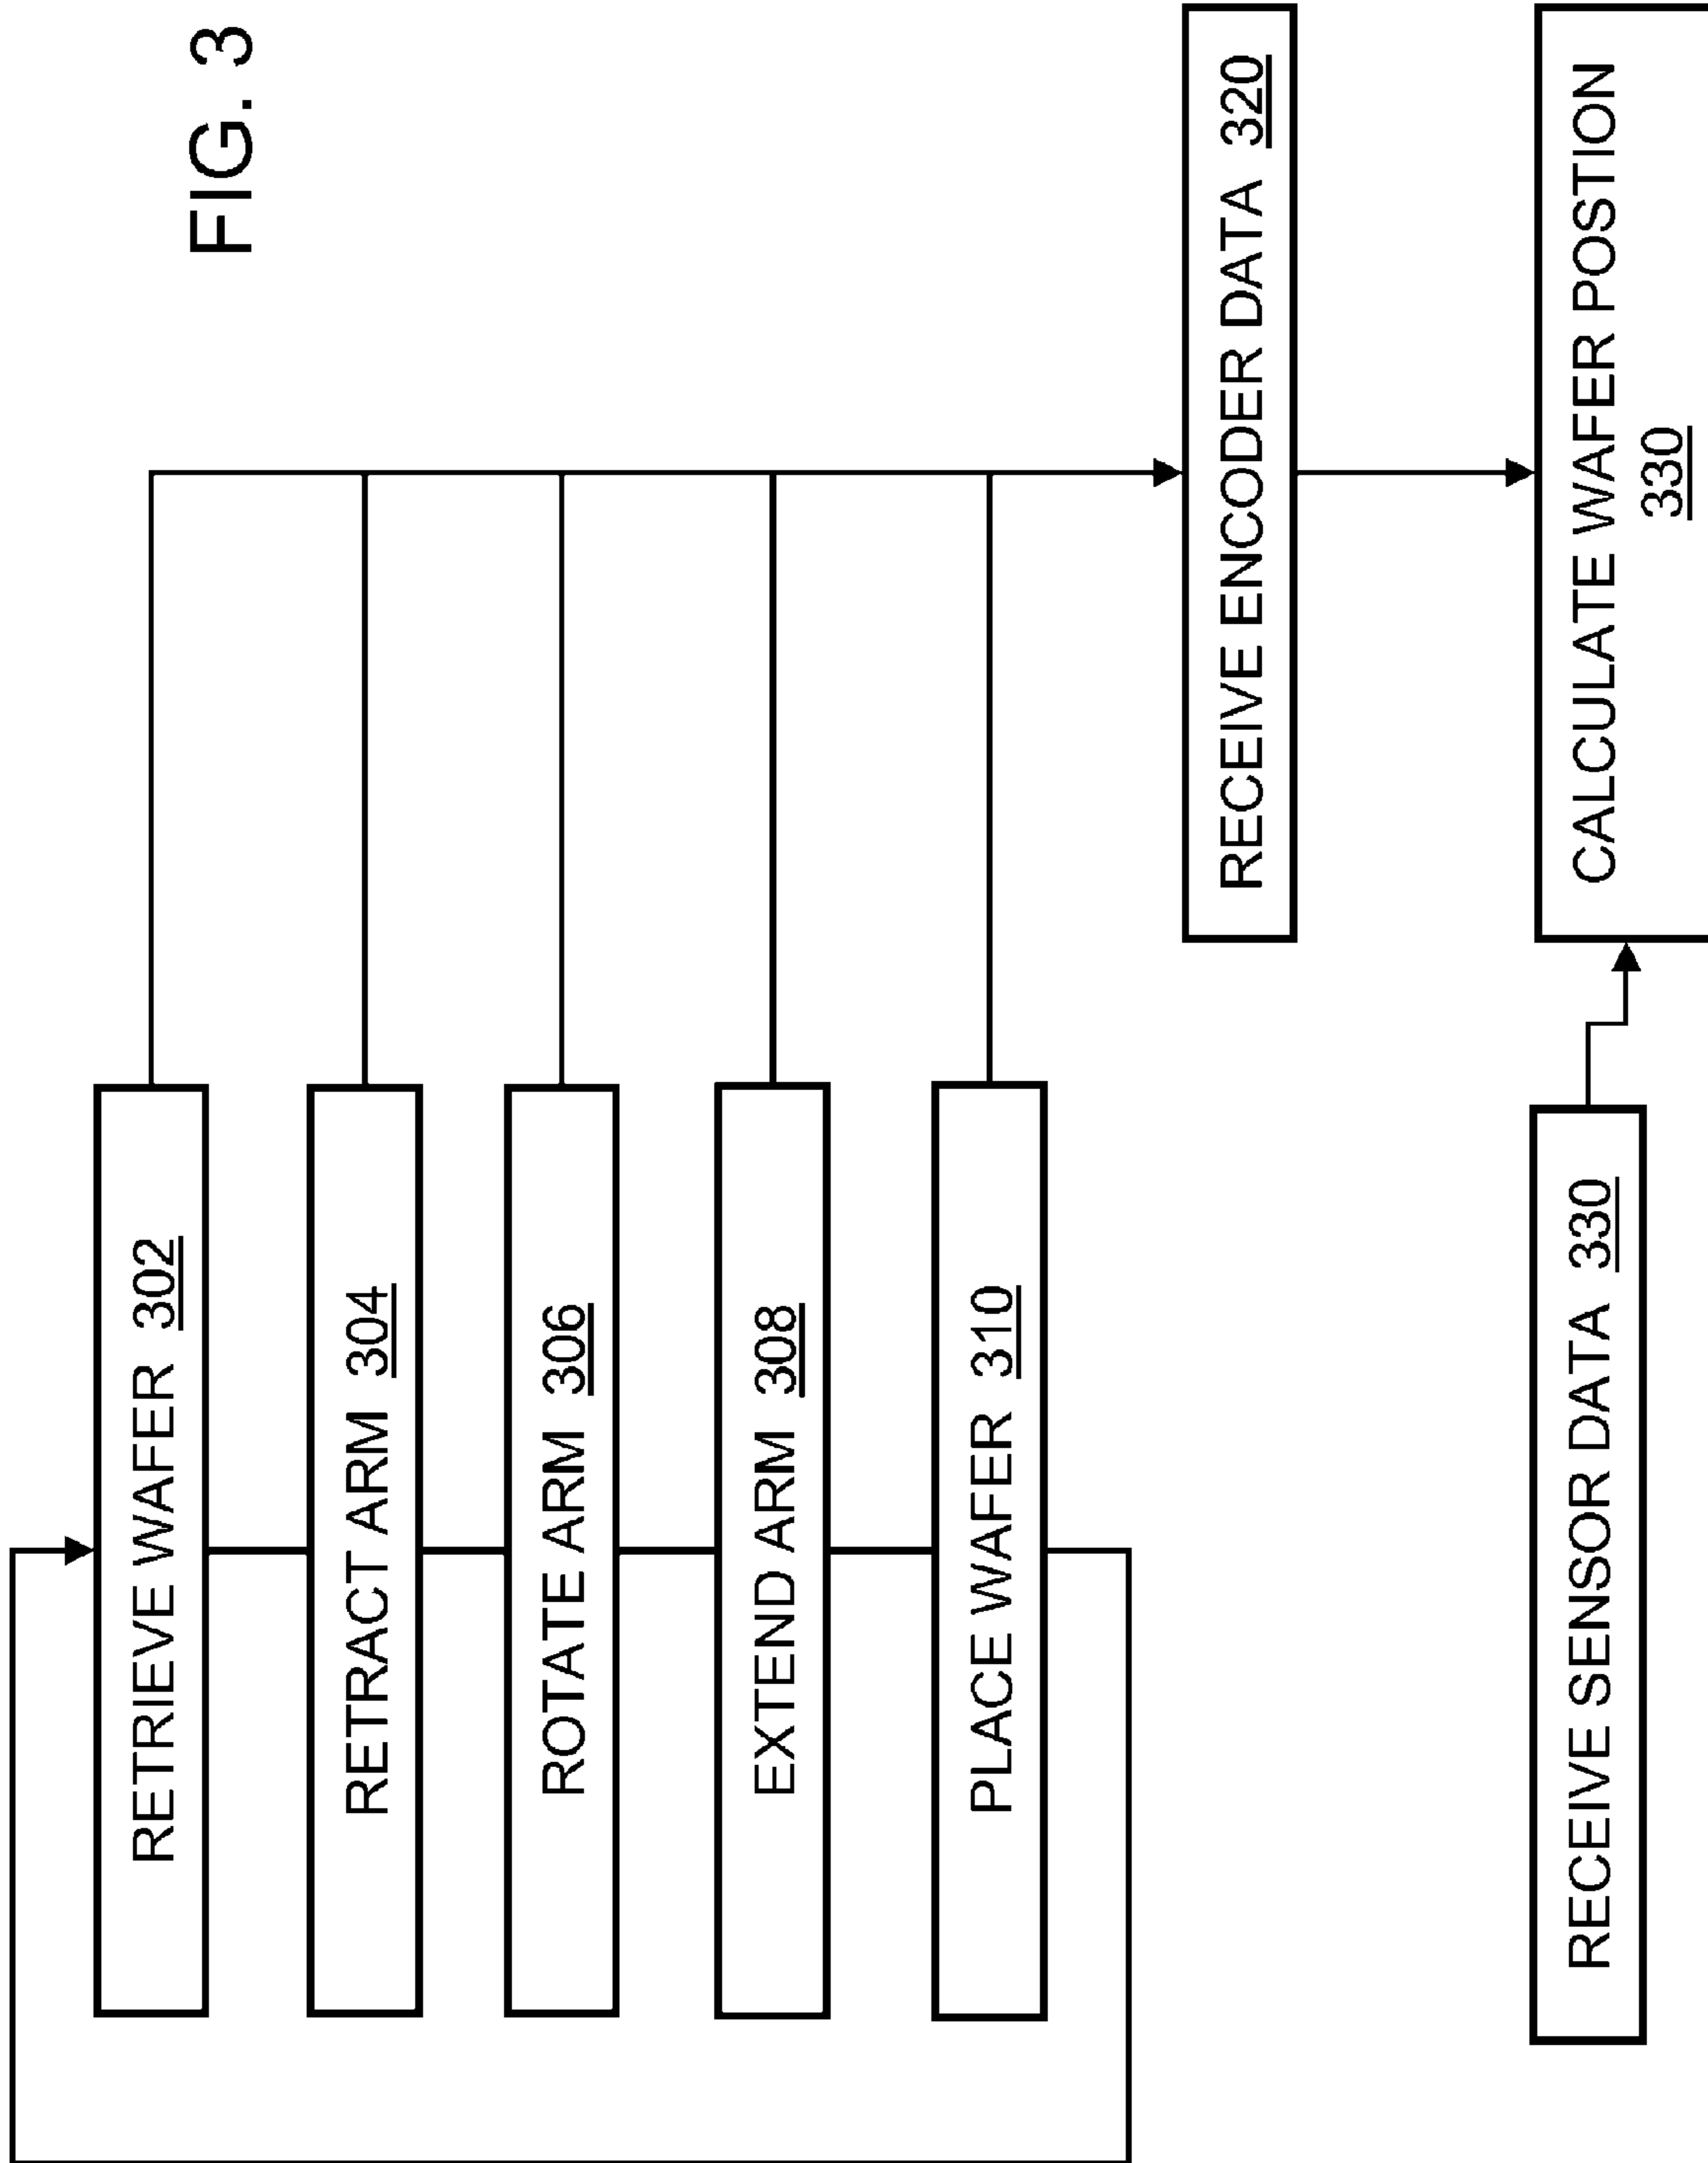 FIG. 3
RETRIEVE WAFER 302
RETRACT ARM 304
ROTATE ARM 306
EXTEND ARM 308
PLACE WAFER 310
RECEIVE ENCODER DATA 320
RECEIVE SENSOR DATA 330
CALCULATE WAFER POSTION
330